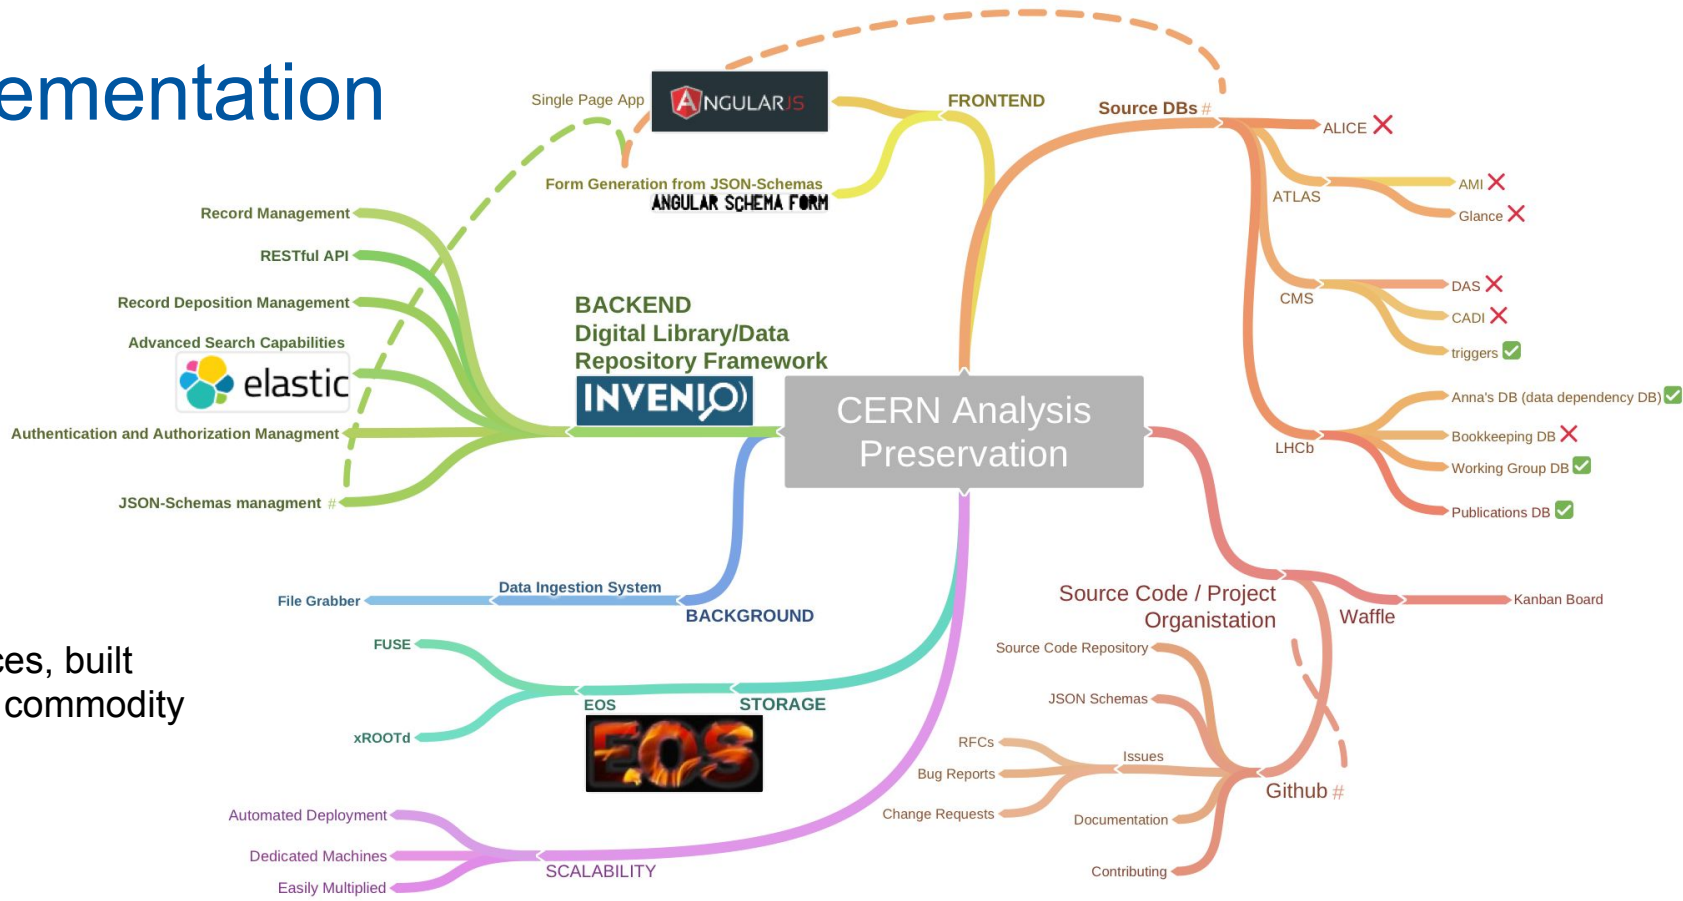 ementation
Single Page App
ANGULARJS
FRONTEND
Form Generation from JSON-Schemas
ANGULAR SCHEMA FORM
Source DBs #
ALICE
ATLAS
AMI
Glance
CMS
DAS
CADI
triggers
LHCb
Anna's DB (data dependency DB)
Bookkeeping DB
Working Group DB
Publications DB
Record Management
RESTful API
Record Deposition Management
Advanced Search Capabilities
elastic
Authentication and Authorization Managment
JSON-Schemas managment #
BACKEND
Digital Library/Data
Repository Framework
INVENIO
CERN Analysis
Preservation
File Grabber
Data Ingestion System
BACKGROUND
ces, built
commodity
FUSE
xROOTd
EOS
STORAGE
EOS
Automated Deployment
Dedicated Machines
Easily Multiplied
SCALABILITY
Source Code / Project
Organistation
Waffle
Kanban Board
Source Code Repository
JSON Schemas
RFCs
Bug Reports
Change Requests
Issues
Documentation
Contributing
Github #